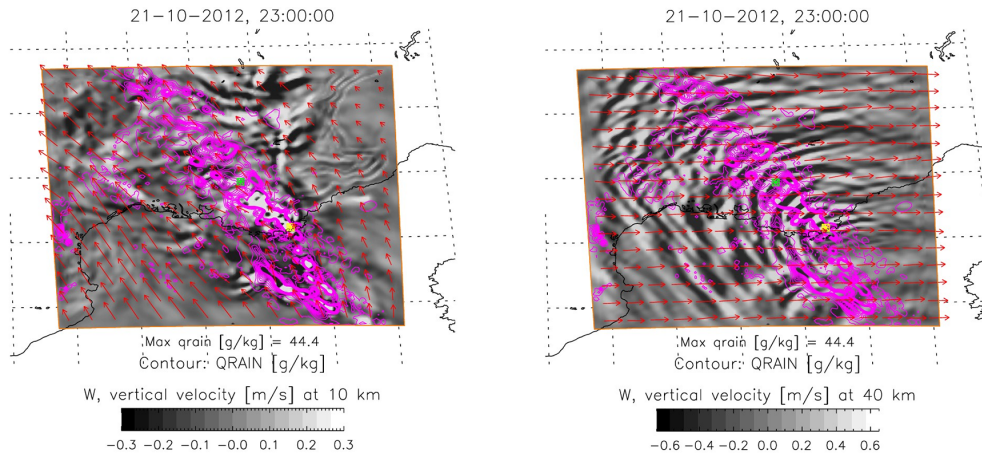 21-10-2012, 23:00:00
Max qrain [g/kg] = 44.4
Contour: QRAIN [g/kg]
W, vertical velocity [m/s] at 10 km
-0.3 -0.2 -0.1 -0.0 0.1 0.2 0.3
21-10-2012, 23:00:00
Max qrain [g/kg] = 44.4
Contour: QRAIN [g/kg]
W, vertical velocity [m/s] at 40 km
-0.6 -0.4 -0.2 0.0 0.2 0.4 0.6